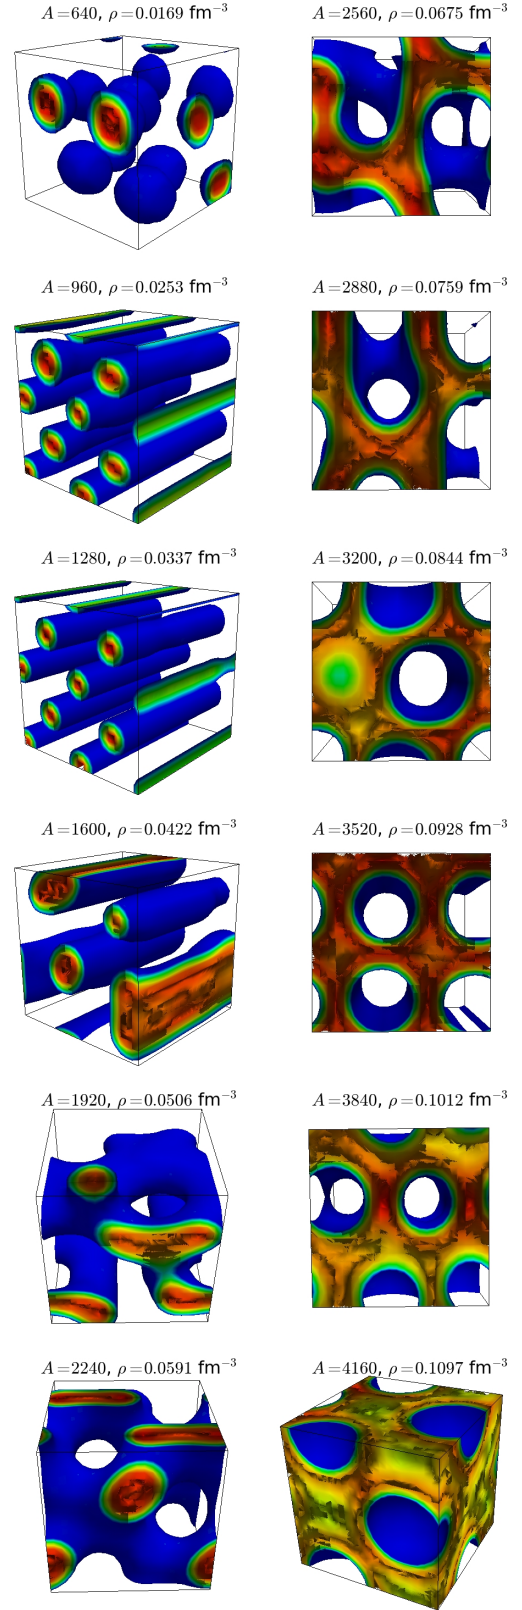 A=640, ρ=0.0169 fm⁻³
A=2560, ρ=0.0675 fm⁻³
A=960, ρ=0.0253 fm⁻³
A=2880, ρ=0.0759 fm⁻³
A=1280, ρ=0.0337 fm⁻³
A=3200, ρ=0.0844 fm⁻³
A=1600, ρ=0.0422 fm⁻³
A=3520, ρ=0.0928 fm⁻³
A=1920, ρ=0.0506 fm⁻³
A=3840, ρ=0.1012 fm⁻³
A=2240, ρ=0.0591 fm⁻³
A=4160, ρ=0.1097 fm⁻³